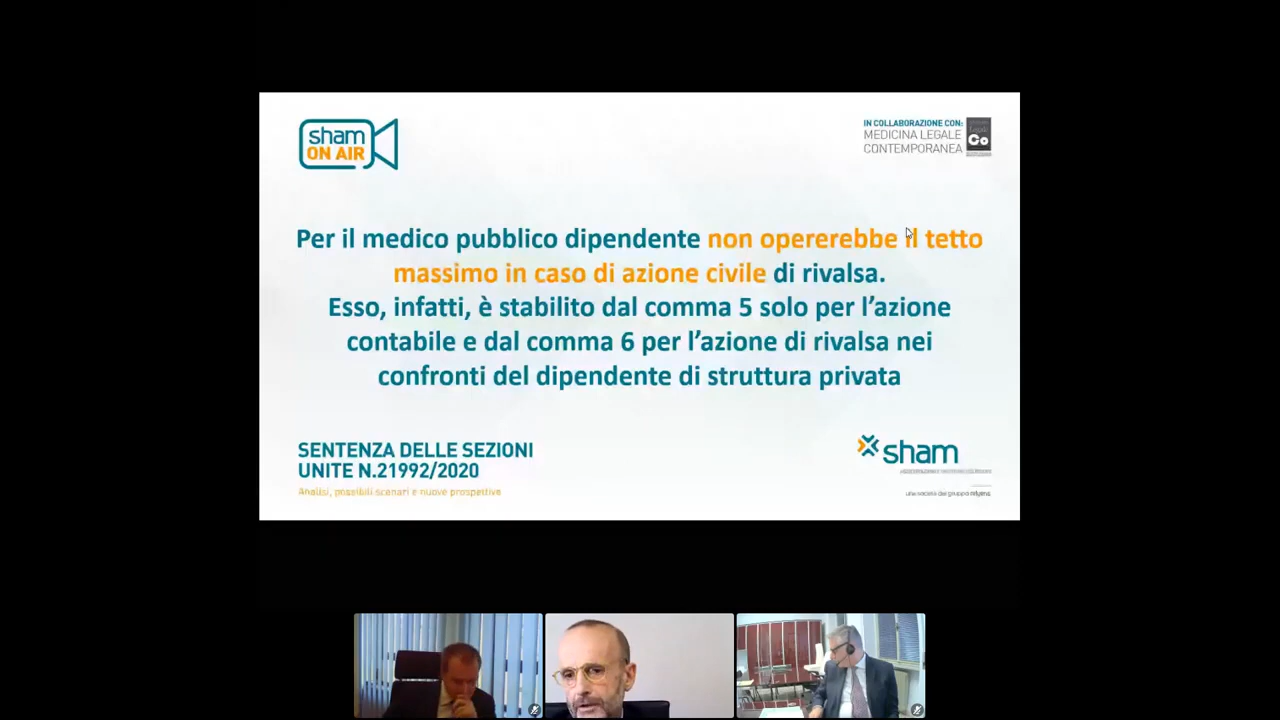 sham
ON AIR
IN COLLABORAZIONE CON:
MEDICINA LEGALE
CONTEMPORANEA
Co
Per il medico pubblico dipendente non opererebbe il tetto
massimo in caso di azione civile di rivalsa.
Esso, infatti, è stabilito dal comma 5 solo per l'azione
contabile e dal comma 6 per l'azione di rivalsa nei
confronti del dipendente di struttura privata
SENTENZA DELLE SEZIONI
UNITE N.21992/2020
Analisi, possibili scenari e nuove prospettive
sham
una società del gruppo relyens